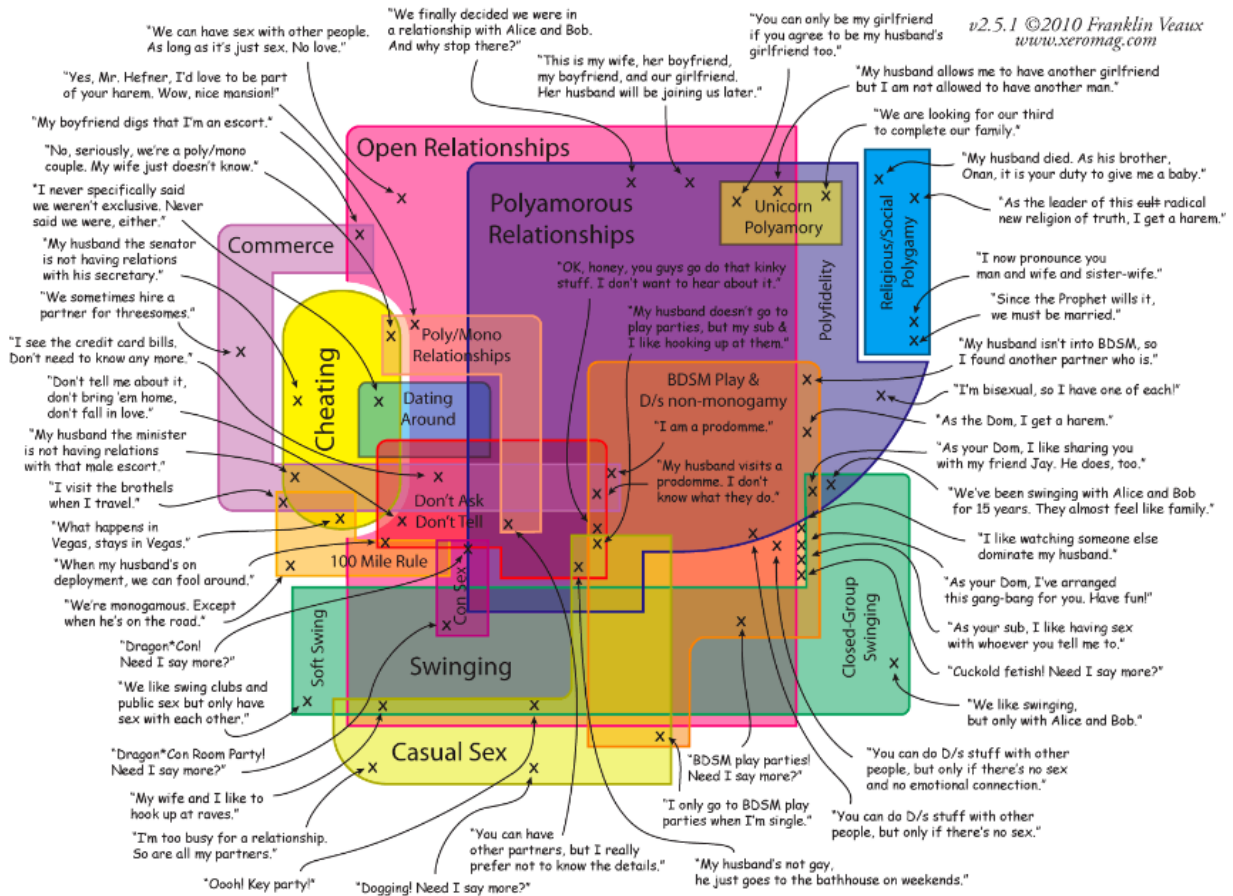 "We can have sex with other people.
As long as it's just sex. No love."
"We finally decided we were in
a relationship with Alice and Bob.
And why stop there?"
"You can only be my girlfriend
if you agree to be my husband's
girlfriend too."
v2.5.1 ©2010 Franklin Veaux
www.xeromag.com
"Yes, Mr. Hefner, I'd love to be part
of your harem. Wow, nice mansion!"
"This is my wife, her boyfriend,
my boyfriend, and our girlfriend.
Her husband will be joining us later."
"My husband allows me to have another girlfriend
but I am not allowed to have another man."
"My boyfriend digs that I'm an escort."
"We are looking for our third
to complete our family."
"No, seriously, we're a poly/mono
couple. My wife just doesn't know."
"I never specifically said
we weren't exclusive. Never
said we were, either."
"My husband the senator
is not having relations
with his secretary."
"We sometimes hire a
partner for threesomes."
"I see the credit card bills,
Don't need to know any more."
"Don't tell me about it,
don't bring 'em home,
don't fall in love."
"My husband the minister
is not having relations
with that male escort."
"I visit the brothels
when I travel."
"What happens in
Vegas, stays in Vegas."
"When my husband's on
deployment, we can fool around."
"We're monogamous. Except
when he's on the road."
"Dragon*Con!
Need I say more?"
"We like swing clubs and
public sex but only have
sex with each other."
"Dragon*Con Room Party!
Need I say more?"
"My wife and I like to
hook up at raves."
"I'm too busy for a relationship.
So are all my partners."
"Oooh! Key party!"
"Dogging! Need I say more?"
Open Relationships
Polyamorous
Relationships
Unicorn
Polyamory
Religious/Social
Polygamy
Polyfidelity
Commerce
Cheating
Poly/Mono
Relationships
Dating
Around
"OK, honey, you guys go do that kinky
stuff. I don't want to hear about it."
"My husband doesn't go to
play parties, but my sub &
I like hooking up at them."
BDSM Play &
D/s non-monogamy
"I am a prodomme."
"My husband visits a
prodomme. I don't
know what they do."
Don't Ask
Don't Tell
100 Mile Rule
Con Sex
Soft Swing
Swinging
Closed-Group
Swinging
Casual Sex
"My husband died. As his brother,
Onan, it is your duty to give me a baby."
"As the leader of this cult radical
new religion of truth, I get a harem."
"I now pronounce you
man and wife and sister-wife."
"Since the Prophet wills it,
we must be married."
"My husband isn't into BDSM, so
I found another partner who is."
"I'm bisexual, so I have one of each!"
"As the Dom, I get a harem."
"As your Dom, I like sharing you
with my friend Jay. He does, too."
"We've been swinging with Alice and Bob
for 15 years. They almost feel like family."
"I like watching someone else
dominate my husband."
"As your Dom, I've arranged
this gang-bang for you. Have fun!"
"As your sub, I like having sex
with whoever you tell me to."
"Cuckold fetish! Need I say more?"
"We like swinging,
but only with Alice and Bob."
"You can do D/s stuff with other
people, but only if there's no sex
and no emotional connection."
"You can do D/s stuff with other
people, but only if there's no sex."
"BDSM play parties!
Need I say more?"
"I only go to BDSM play
parties when I'm single."
"You can have
other partners, but I really
prefer not to know the details."
"My husband's not gay,
he just goes to the bathhouse on weekends."